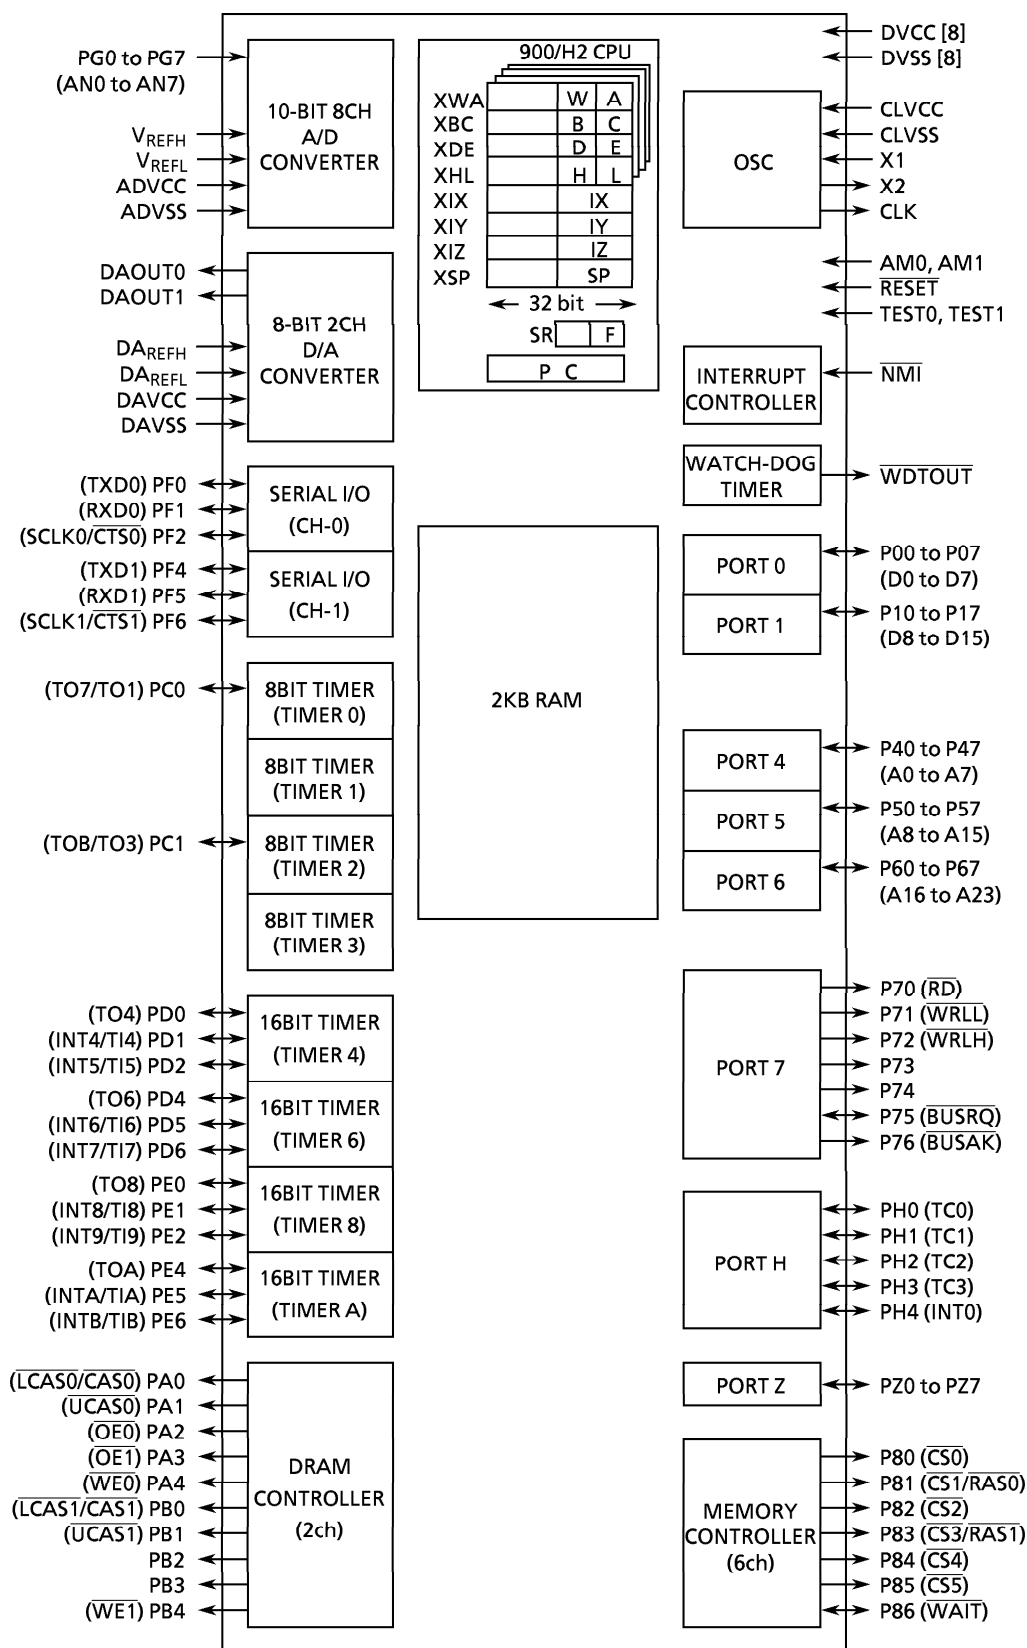 PG0 to PG7
(AN0 to AN7)
VREFH
VREFL
ADVCC
ADVSS
10-BIT 8CH
A/D
CONVERTER
DAOUT0
DAOUT1
DAREFH
DAREFL
DAVCC
DAVSS
8-BIT 2CH
D/A
CONVERTER
(TXD0) PF0
(RXD0) PF1
(SCLK0/CTS0) PF2
SERIAL I/O
(CH-0)
(TXD1) PF4
(RXD1) PF5
(SCLK1/CTS1) PF6
SERIAL I/O
(CH-1)
(TO7/TO1) PC0
8BIT TIMER
(TIMER 0)
8BIT TIMER
(TIMER 1)
(TOB/TO3) PC1
8BIT TIMER
(TIMER 2)
8BIT TIMER
(TIMER 3)
(TO4) PD0
(INT4/TI4) PD1
(INT5/TI5) PD2
16BIT TIMER
(TIMER 4)
(TO6) PD4
(INT6/TI6) PD5
(INT7/TI7) PD6
16BIT TIMER
(TIMER 6)
(TO8) PE0
(INT8/TI8) PE1
(INT9/TI9) PE2
16BIT TIMER
(TIMER 8)
(TOA) PE4
(INTA/TIA) PE5
(INTB/TIB) PE6
16BIT TIMER
(TIMER A)
(LCAS0/CAS0) PA0
(UCAS0) PA1
(OE0) PA2
(OE1) PA3
(WE0) PA4
(LCAS1/CAS1) PB0
(UCAS1) PB1
PB2
PB3
(WE1) PB4
DRAM
CONTROLLER
(2ch)
900/H2 CPU
XWA W A
XBC B C
XDE D E
XHL H L
XIX IX
XIY IY
XIZ IZ
XSP SP
32 bit
SR F
P C
2KB RAM
DVCC [8]
DVSS [8]
OSC
CLVCC
CLVSS
X1
X2
CLK
AM0, AM1
RESET
TEST0, TEST1
INTERRUPT
CONTROLLER
NMI
WATCH-DOG
TIMER
WDTOUT
PORT 0
P00 to P07
(D0 to D7)
PORT 1
P10 to P17
(D8 to D15)
PORT 4
P40 to P47
(A0 to A7)
PORT 5
P50 to P57
(A8 to A15)
PORT 6
P60 to P67
(A16 to A23)
PORT 7
P70 (RD)
P71 (WRLL)
P72 (WRLH)
P73
P74
P75 (BUSRQ)
P76 (BUSAK)
PORT H
PH0 (TC0)
PH1 (TC1)
PH2 (TC2)
PH3 (TC3)
PH4 (INT0)
PORT Z
PZ0 to PZ7
MEMORY
CONTROLLER
(6ch)
P80 (CS0)
P81 (CS1/RAS0)
P82 (CS2)
P83 (CS3/RAS1)
P84 (CS4)
P85 (CS5)
P86 (WAIT)